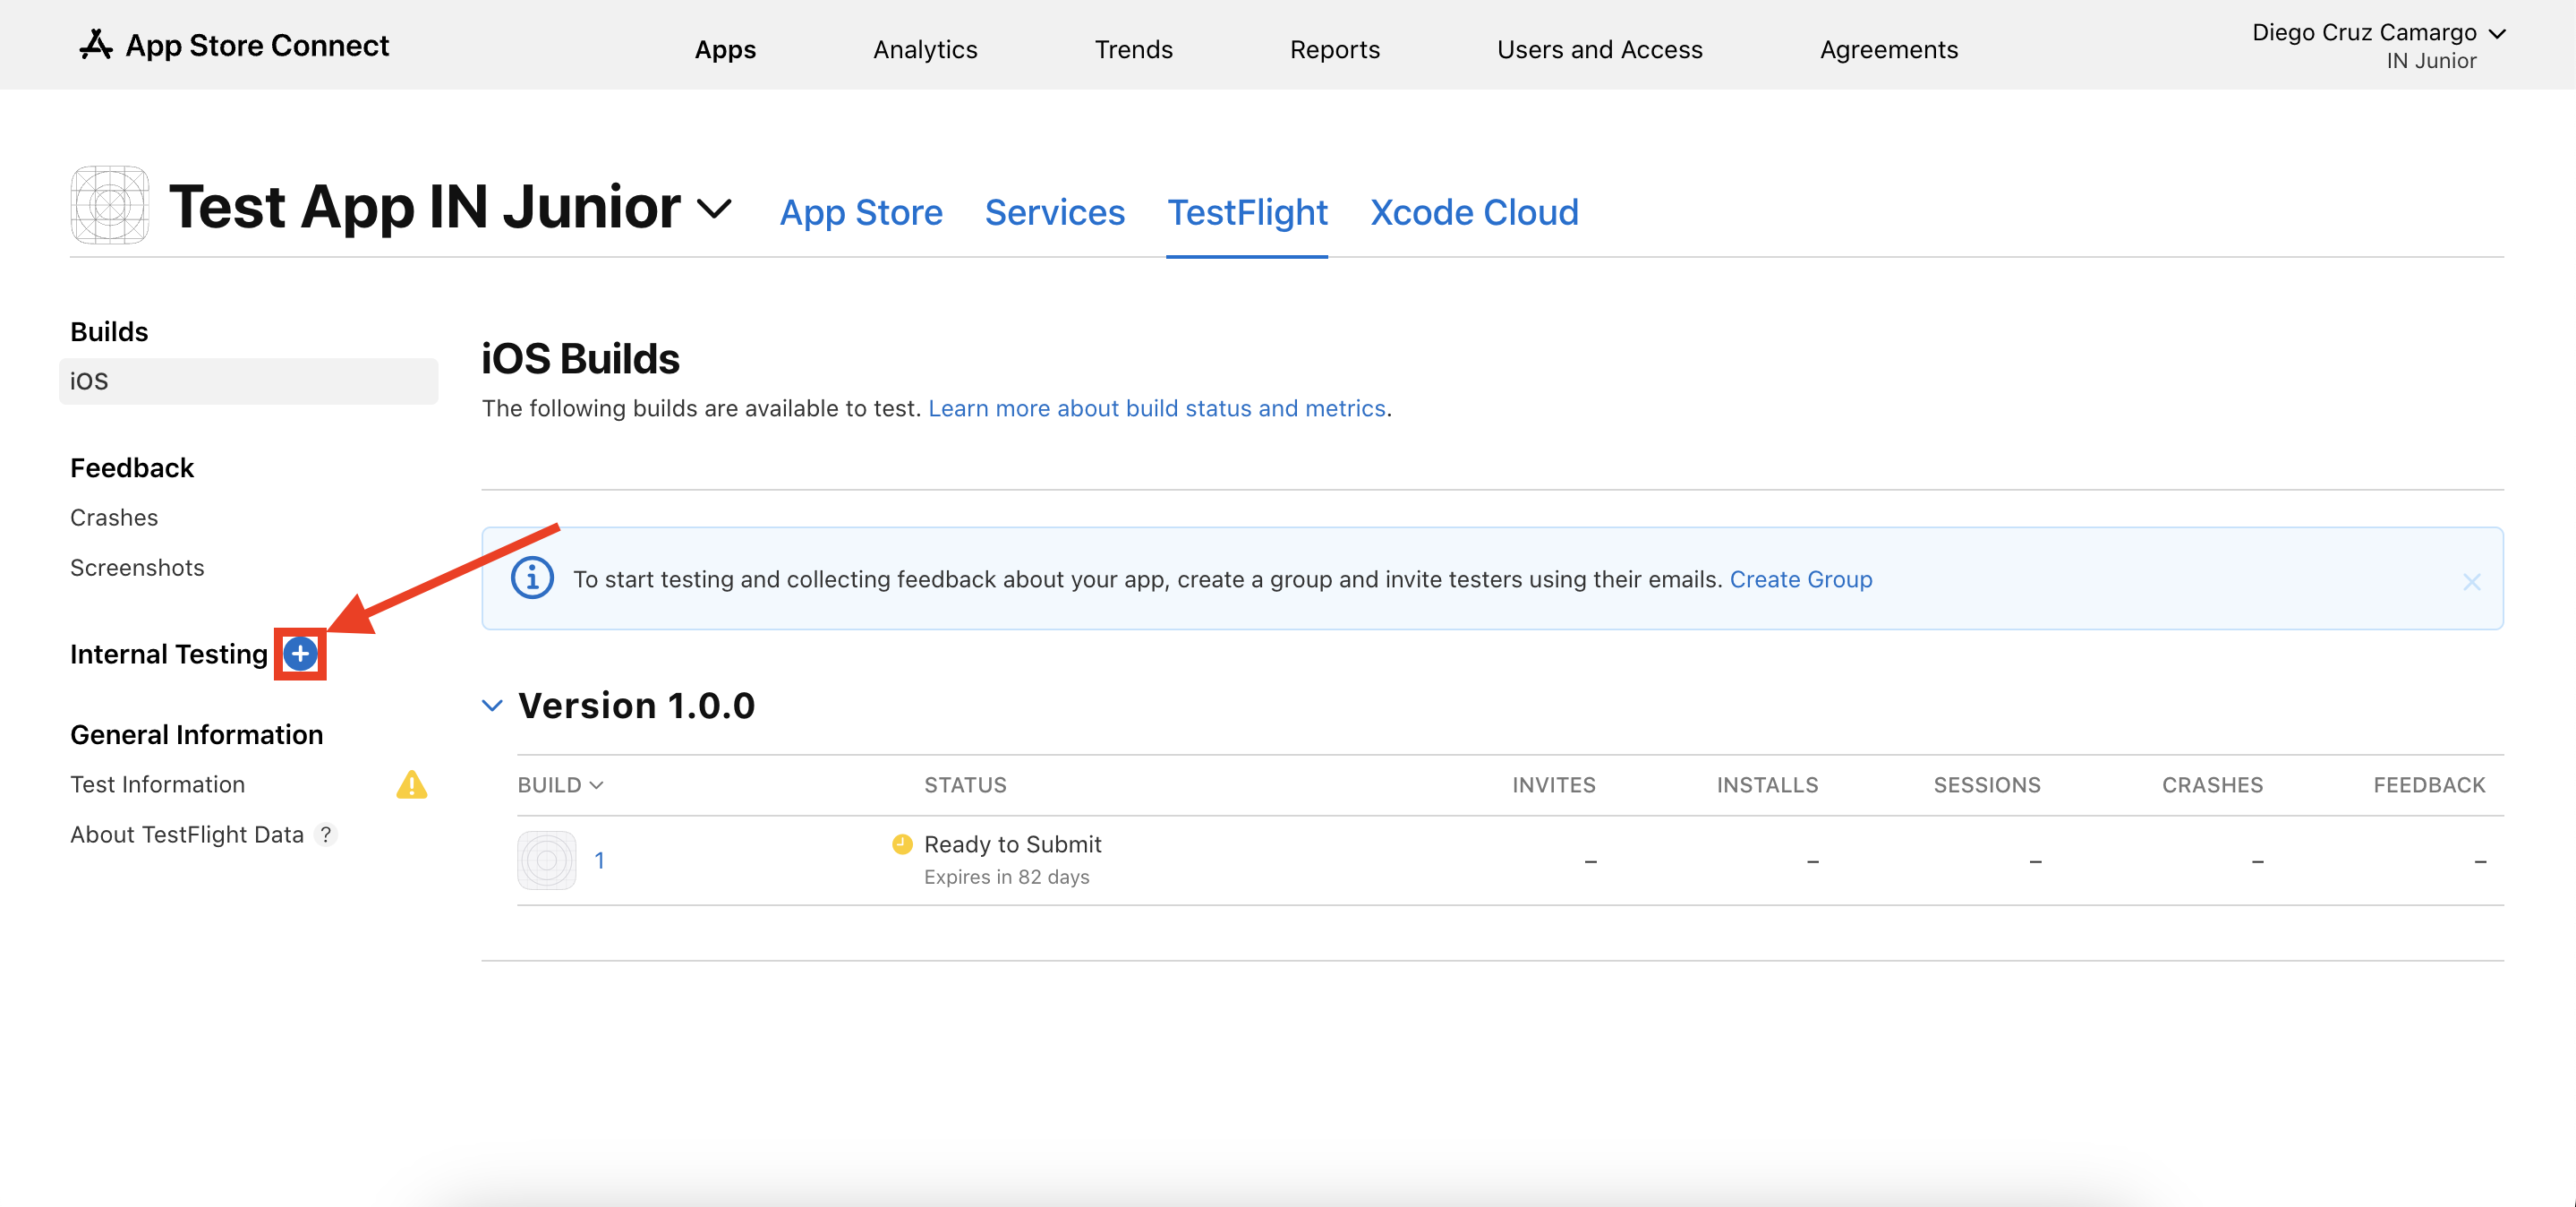 App Store Connect
Apps
Analytics
Trends
Reports
Users and Access
Agreements
Diego Cruz Camargo
IN Junior
Test App IN Junior
App Store
Services
TestFlight
Xcode Cloud
Builds
iOS
Feedback
Crashes
Screenshots
Internal Testing
General Information
Test Information
About TestFlight Data ?
iOS Builds
The following builds are available to test. Learn more about build status and metrics.
To start testing and collecting feedback about your app, create a group and invite testers using their emails. Create Group
Version 1.0.0
BUILD STATUS INVITES INSTALLS SESSIONS CRASHES FEEDBACK
1 Ready to Submit – – – – –
Expires in 82 days